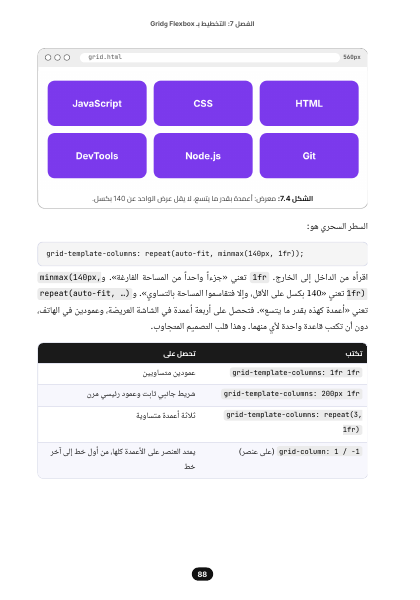 الفصل 7: التخطيط بـ Flexbox وGrid
grid.html
560px
HTML
CSS
JavaScript
Git
Node.js
DevTools
الشكل 7.4: معرض: أعمدة بقدر ما يتسع، لا يقل عرض الواحد عن 140 بكسل.
السطر السحري هو:
grid-template-columns: repeat(auto-fit, minmax(140px, 1fr));
اقرأه من الداخل إلى الخارج. 1fr تعني «جزءاً واحداً من المساحة الفارغة». و minmax(140px,
1fr) تعني «140 بكسل على الأقل، وإلا فتقاسموا المساحة بالتساوي». و repeat(auto-fit, …)
تعني «أعمدة كهذه بقدر ما يتسع». فتحصل على أربعة أعمدة في الشاشة العريضة، وعمودين في الهاتف،
دون أن تكتب قاعدة واحدة لأي منهما. وهذا قلب التصميم المتجاوب.
تكتب تحصل على
grid-template-columns: 1fr 1fr عمودين متساويين
grid-template-columns: 200px 1fr شريط جانبي ثابت وعمود رئيسي مرن
grid-template-columns: repeat(3, ثلاثة أعمدة متساوية
1fr)
grid-column: 1 / -1 (على عنصر) يمتد العنصر على الأعمدة كلها، من أول خط إلى آخر
خط
88